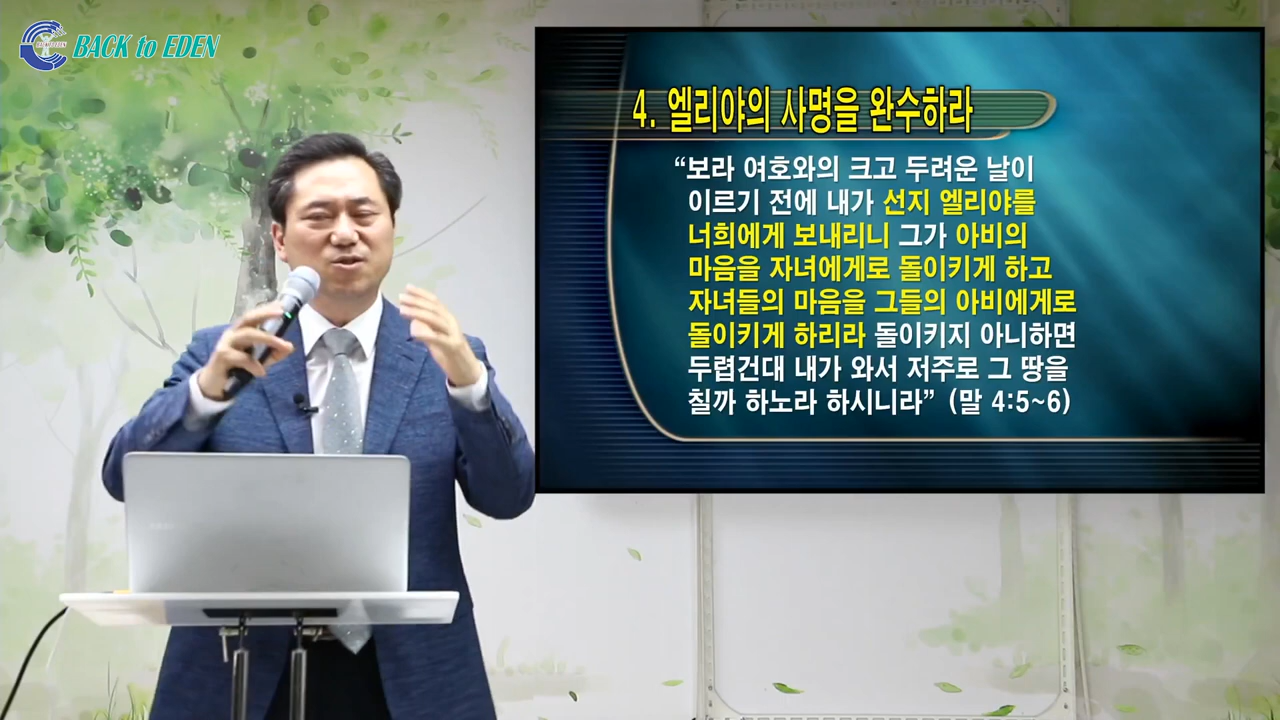 BACK to EDEN
4. 엘리야의 사명을 완수하라
“보라 여호와의 크고 두려운 날이
이르기 전에 내가 선지 엘리야를
너희에게 보내리니 그가 아비의
마음을 자녀에게로 돌이키게 하고
자녀들의 마음을 그들의 아비에게로
돌이키게 하리라 돌이키지 아니하면
두렵건대 내가 와서 저주로 그 땅을
칠까 하노라 하시니라” (말 4:5~6)